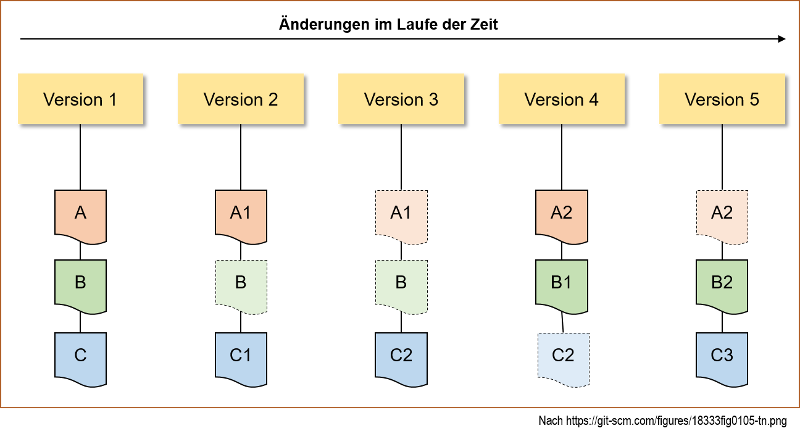 Änderungen im Laufe der Zeit
Version 1 Version 2 Version 3 Version 4 Version 5
A A1 A1 A2 A2
B B B B1 B2
C C1 C2 C2 C3
Nach https://git-scm.com/figures/18333fig0105-tn.png